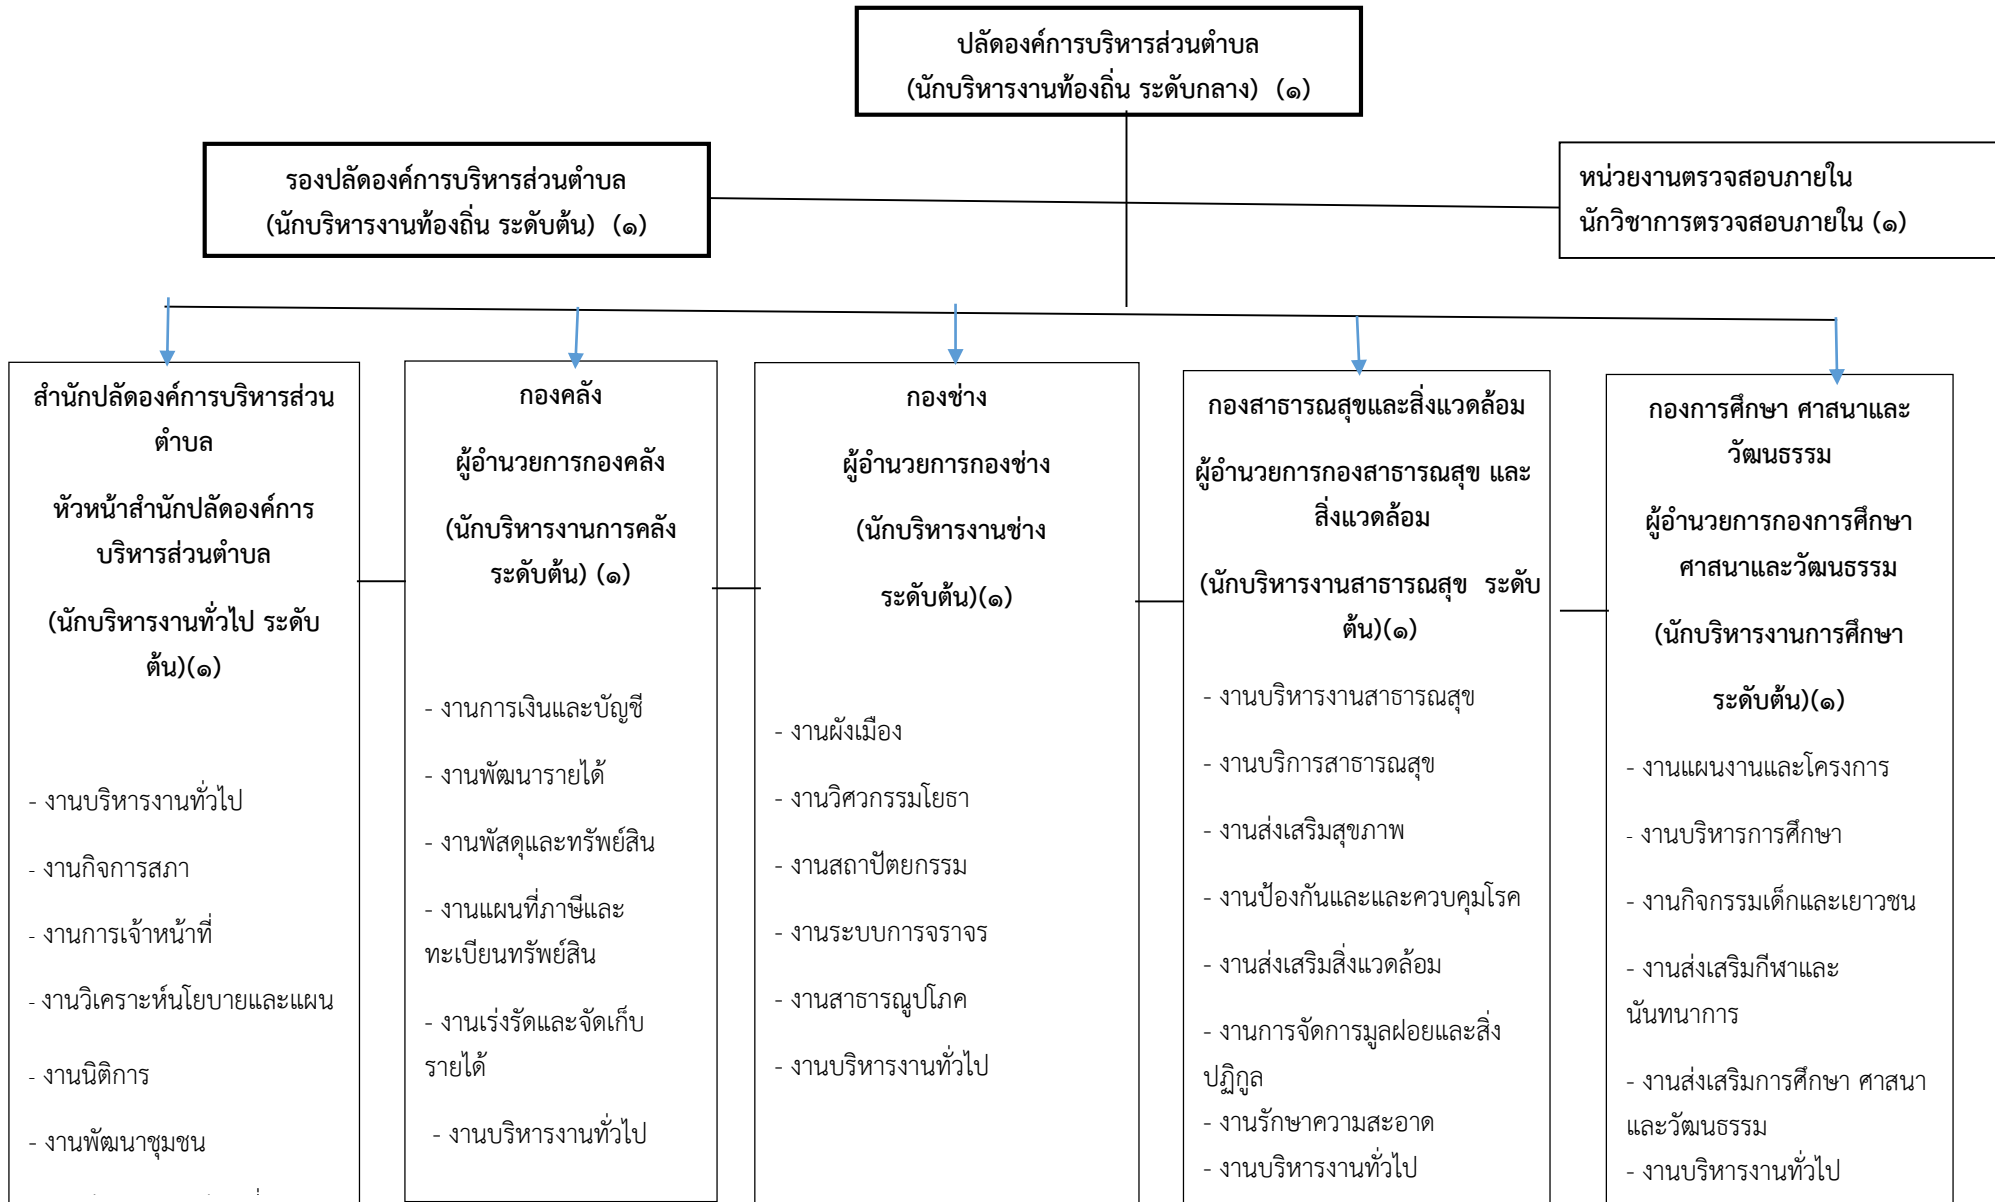 ปลัดองค์การบริหารส่วนตำบล
(นักบริหารงานท้องถิ่น ระดับกลาง) (๑)
รองปลัดองค์การบริหารส่วนตำบล
(นักบริหารงานท้องถิ่น ระดับต้น) (๑)
หน่วยงานตรวจสอบภายใน
นักวิชาการตรวจสอบภายใน (๑)
สำนักปลัดองค์การบริหารส่วน
ตำบล
หัวหน้าสำนักปลัดองค์การ
บริหารส่วนตำบล
(นักบริหารงานทั่วไป ระดับ
ต้น)(๑)
- งานบริหารงานทั่วไป
- งานกิจการสภา
- งานการเจ้าหน้าที่
- งานวิเคราะห์นโยบายและแผน
- งานนิติการ
- งานพัฒนาชุมชน
กองคลัง
ผู้อำนวยการกองคลัง
(นักบริหารงานการคลัง
ระดับต้น) (๑)
- งานการเงินและบัญชี
- งานพัฒนารายได้
- งานพัสดุและทรัพย์สิน
- งานแผนที่ภาษีและ
ทะเบียนทรัพย์สิน
- งานเร่งรัดและจัดเก็บ
รายได้
- งานบริหารงานทั่วไป
กองช่าง
ผู้อำนวยการกองช่าง
(นักบริหารงานช่าง
ระดับต้น)(๑)
- งานผังเมือง
- งานวิศวกรรมโยธา
- งานสถาปัตยกรรม
- งานระบบการจราจร
- งานสาธารณูปโภค
- งานบริหารงานทั่วไป
กองสาธารณสุขและสิ่งแวดล้อม
ผู้อำนวยการกองสาธารณสุข และ
สิ่งแวดล้อม
(นักบริหารงานสาธารณสุข ระดับ
ต้น)(๑)
- งานบริหารงานสาธารณสุข
- งานบริการสาธารณสุข
- งานส่งเสริมสุขภาพ
- งานป้องกันและและควบคุมโรค
- งานส่งเสริมสิ่งแวดล้อม
- งานการจัดการมูลฝอยและสิ่ง
ปฏิกูล
- งานรักษาความสะอาด
- งานบริหารงานทั่วไป
กองการศึกษา ศาสนาและ
วัฒนธรรม
ผู้อำนวยการกองการศึกษา
ศาสนาและวัฒนธรรม
(นักบริหารงานการศึกษา
ระดับต้น)(๑)
- งานแผนงานและโครงการ
- งานบริหารการศึกษา
- งานกิจกรรมเด็กและเยาวชน
- งานส่งเสริมกีฬาและ
นันทนาการ
- งานส่งเสริมการศึกษา ศาสนา
และวัฒนธรรม
- งานบริหารงานทั่วไป